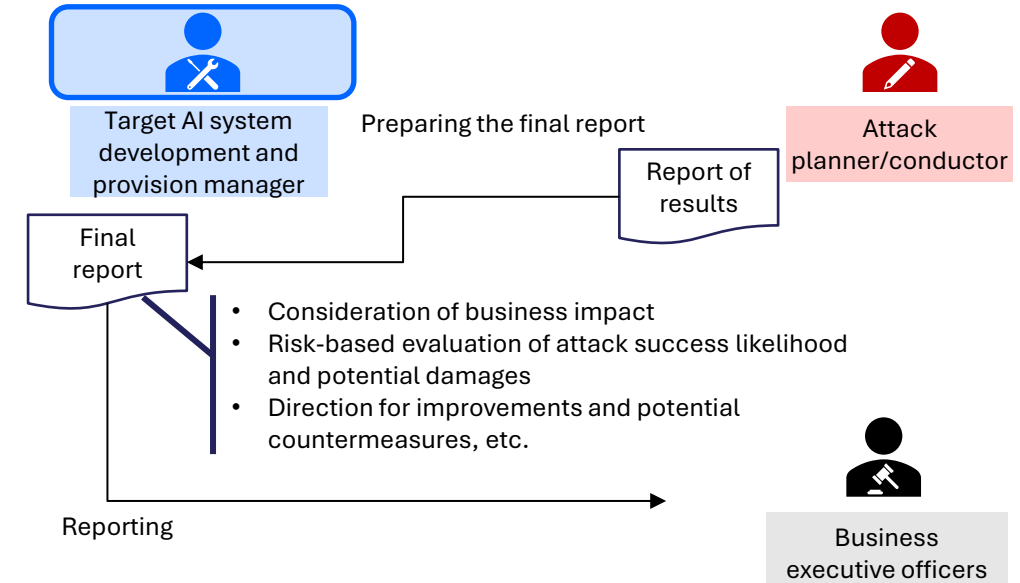 Target AI system
development and
provision manager
Preparing the final report
Attack
planner/conductor
Report of
results
Final
report
• Consideration of business impact
• Risk-based evaluation of attack success likelihood
and potential damages
• Direction for improvements and potential
countermeasures, etc.
Reporting
Business
executive officers